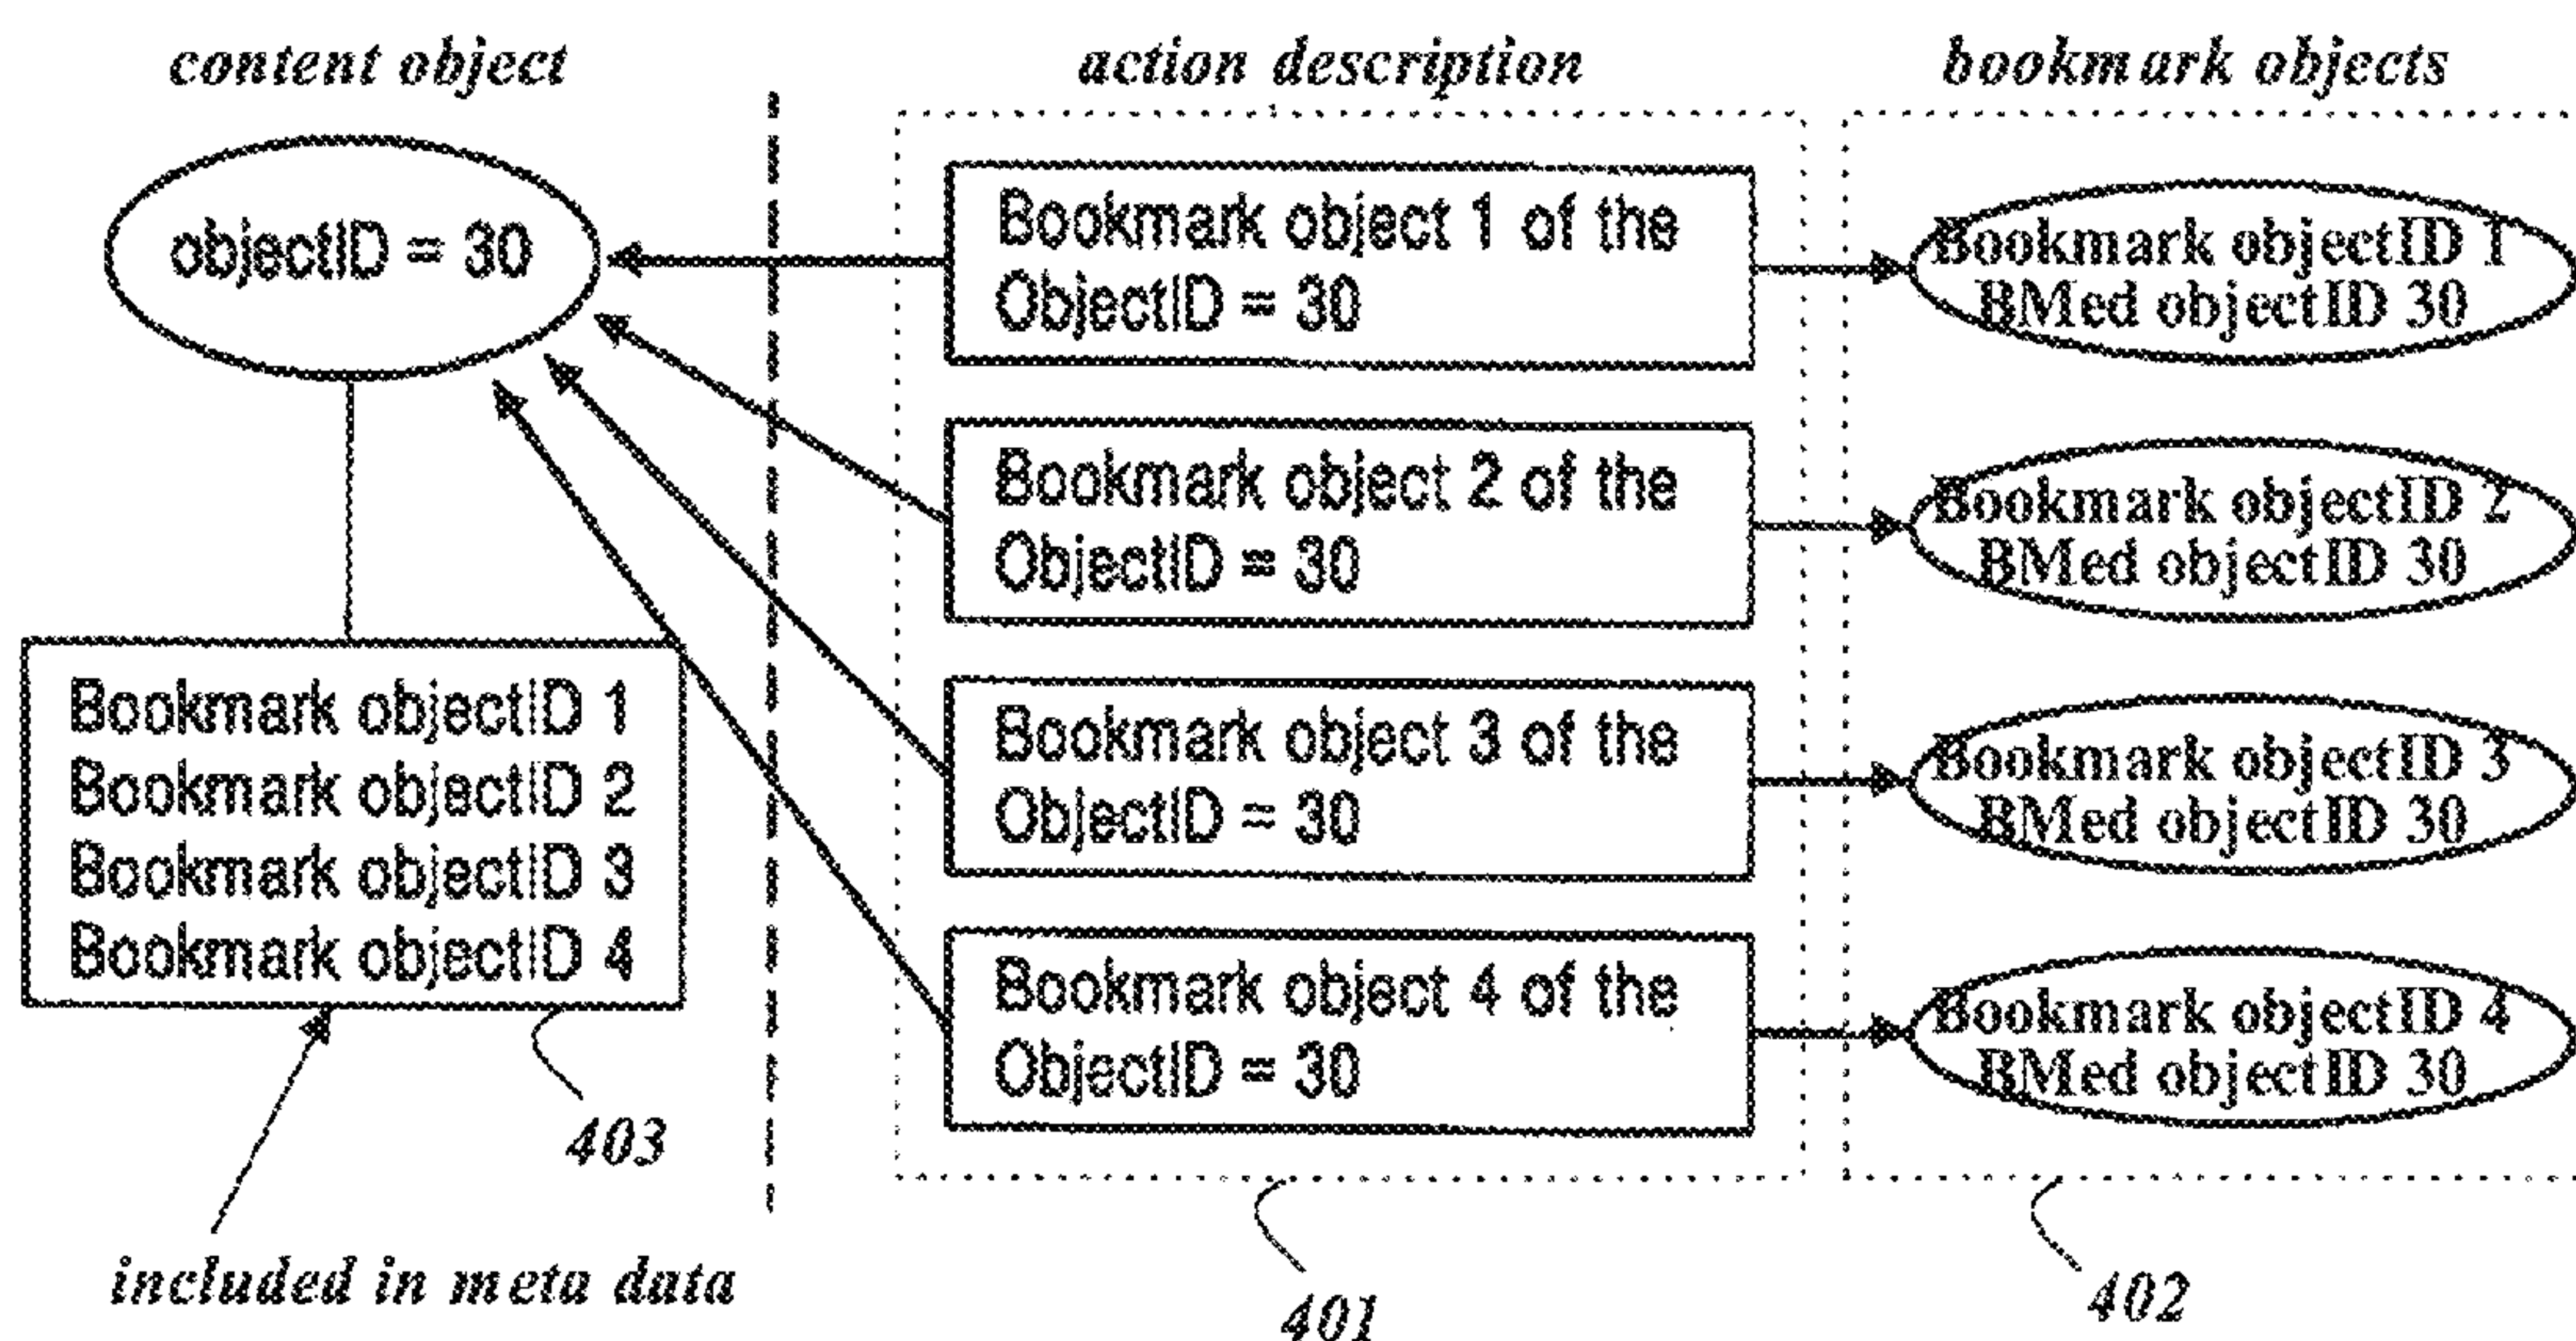 content object
action description
bookmark objects
objectID = 30
Bookmark object 1 of the
ObjectID = 30
Bookmark objectID 1
BMed objectID 30
Bookmark object 2 of the
ObjectID = 30
Bookmark objectID 2
BMed objectID 30
Bookmark objectID 1
Bookmark objectID 2
Bookmark objectID 3
Bookmark objectID 4
Bookmark object 3 of the
ObjectID = 30
Bookmark objectID 3
BMed objectID 30
Bookmark object 4 of the
ObjectID = 30
Bookmark objectID 4
BMed objectID 30
403
included in meta data
401
402